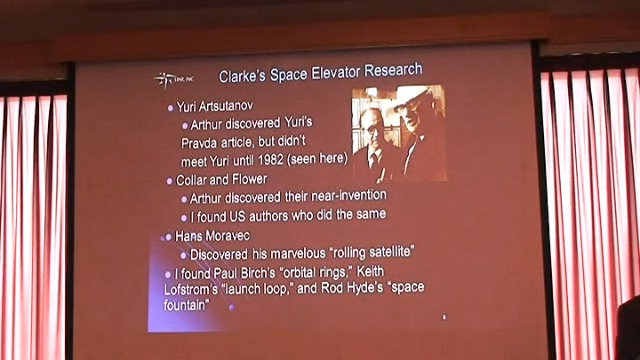 LINE, INC
Clarke's Space Elevator Research
• Yuri Artsutanov
• Arthur discovered Yuri's
Pravda article, but didn't
meet Yuri until 1982 (seen here)
• Collar and Flower
• Arthur discovered their near-invention
• I found US authors who did the same
• Hans Moravec
• Discovered his marvelous "rolling satellite"
• I found Paul Birch's "orbital rings," Keith
Lofstrom's "launch loop," and Rod Hyde's "space
fountain"